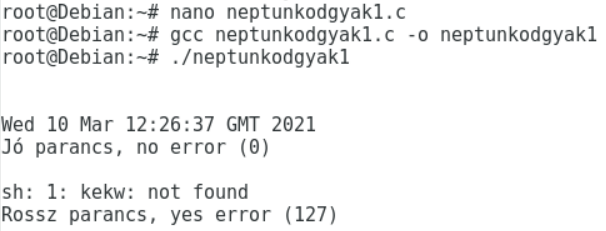 root@Debian:~# nano neptunkodgyak1.c
root@Debian:~# gcc neptunkodgyak1.c -o neptunkodgyak1
root@Debian:~# ./neptunkodgyak1
Wed 10 Mar 12:26:37 GMT 2021
Jó parancs, no error (0)
sh: 1: kekw: not found
Rossz parancs, yes error (127)